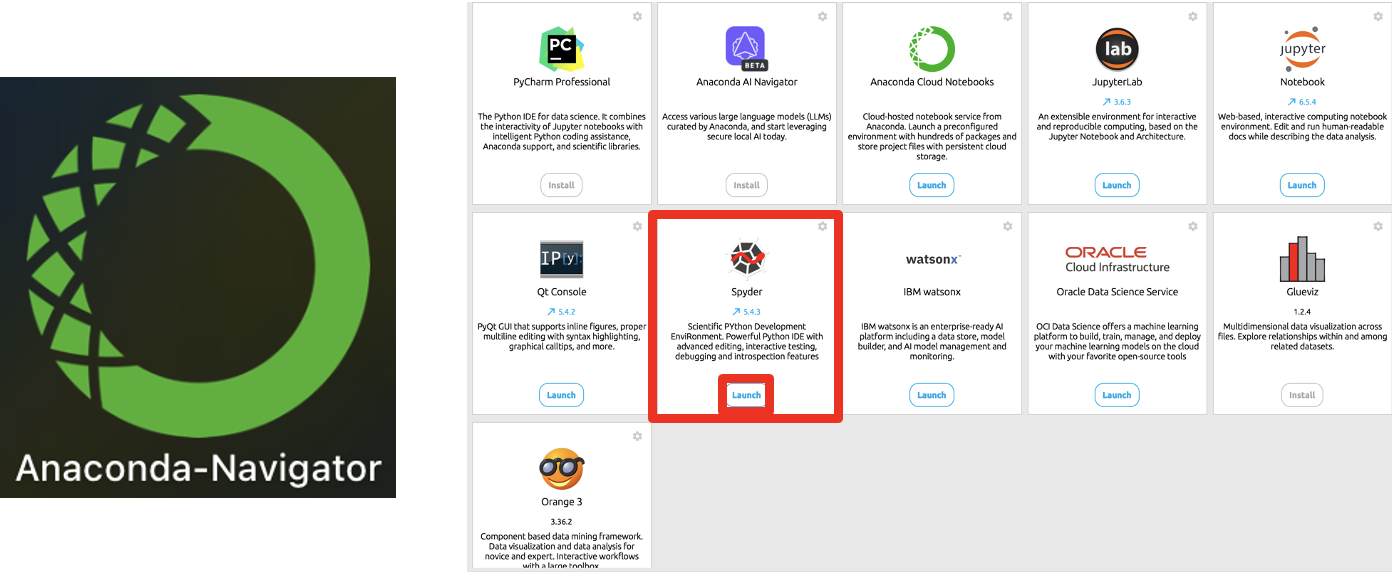 Anaconda-Navigator
PC
PyCharm Professional
The Python IDE for data science. It combines
the interactivity of Jupyter notebooks with
intelligent Python coding assistance,
Anaconda support, and scientific libraries.
Install
BETA
Anaconda AI Navigator
Access various large language models (LLMs)
curated by Anaconda, and start leveraging
secure local AI today.
Install
Anaconda Cloud Notebooks
Cloud-hosted notebook service from
Anaconda. Launch a preconfigured
environment with hundreds of packages and
store project files with persistent cloud
storage.
Launch
lab
JupyterLab
3.6.3
An extensible environment for interactive
and reproducible computing, based on the
Jupyter Notebook and Architecture.
Launch
jupyter
Notebook
6.5.4
Web-based, interactive computing notebook
environment. Edit and run human-readable
docs while describing the data analysis.
Launch
IP[y]:
Qt Console
5.4.2
PyQt GUI that supports inline figures, proper
multiline editing with syntax highlighting,
graphical calltips, and more.
Launch
Spyder
5.4.3
Scientific PYthon Development
EnviRonment. Powerful Python IDE with
advanced editing, interactive testing,
debugging and introspection features
Launch
watsonx™
IBM watsonx
IBM watsonx is an enterprise-ready AI
platform including a data store, model
builder, and AI model management and
monitoring.
Launch
ORACLE
Cloud Infrastructure
Oracle Data Science Service
OCI Data Science offers a machine learning
platform to build, train, manage, and deploy
your machine learning models on the cloud
with your favorite open-source tools
Launch
Glueviz
1.2.4
Multidimensional data visualization across
files. Explore relationships within and among
related datasets.
Install
Orange 3
3.36.2
Component based data mining framework.
Data visualization and data analysis for
novice and expert. Interactive workflows
with a large toolbox.